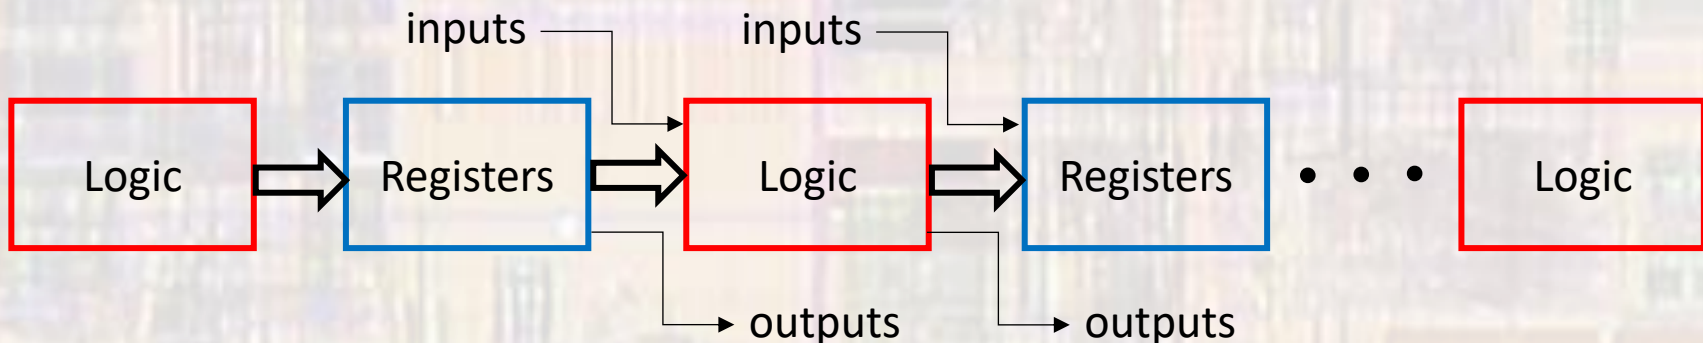 inputs
inputs
Logic
Registers
Logic
Registers
• • •
Logic
outputs
outputs